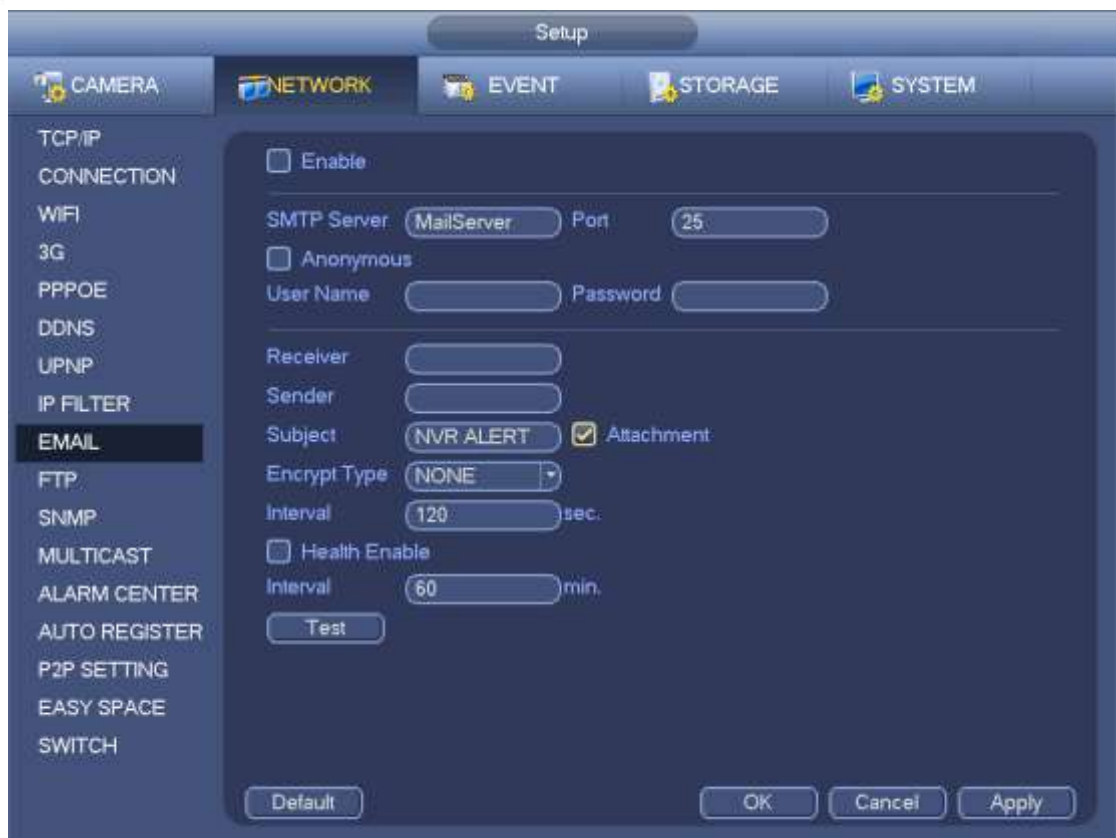 Setup
CAMERA NETWORK EVENT STORAGE SYSTEM
TCP/IP
CONNECTION
WIFI
3G
PPPOE
DDNS
UPNP
IP FILTER
EMAIL
FTP
SNMP
MULTICAST
ALARM CENTER
AUTO REGISTER
P2P SETTING
EASY SPACE
SWITCH
Enable
SMTP Server MailServer Port 25
Anonymous
User Name Password
Receiver
Sender
Subject NVR ALERT Attachment
Encrypt Type NONE
Interval 120 sec.
Health Enable
Interval 60 min.
Test
Default OK Cancel Apply